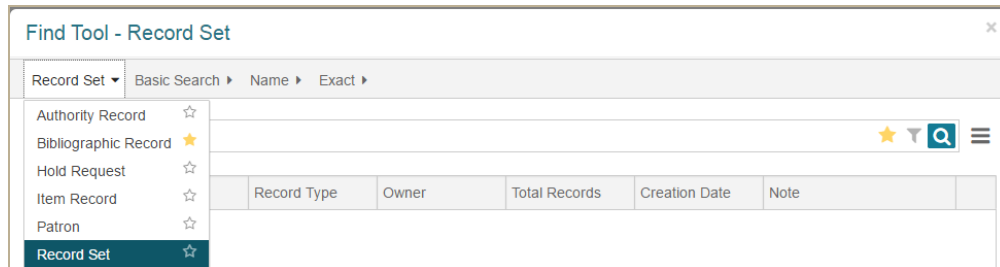 Find Tool - Record Set
×
Record Set Basic Search Name Exact
Authority Record
Bibliographic Record
Hold Request
Item Record
Patron
Record Set
Record Type Owner Total Records Creation Date Note